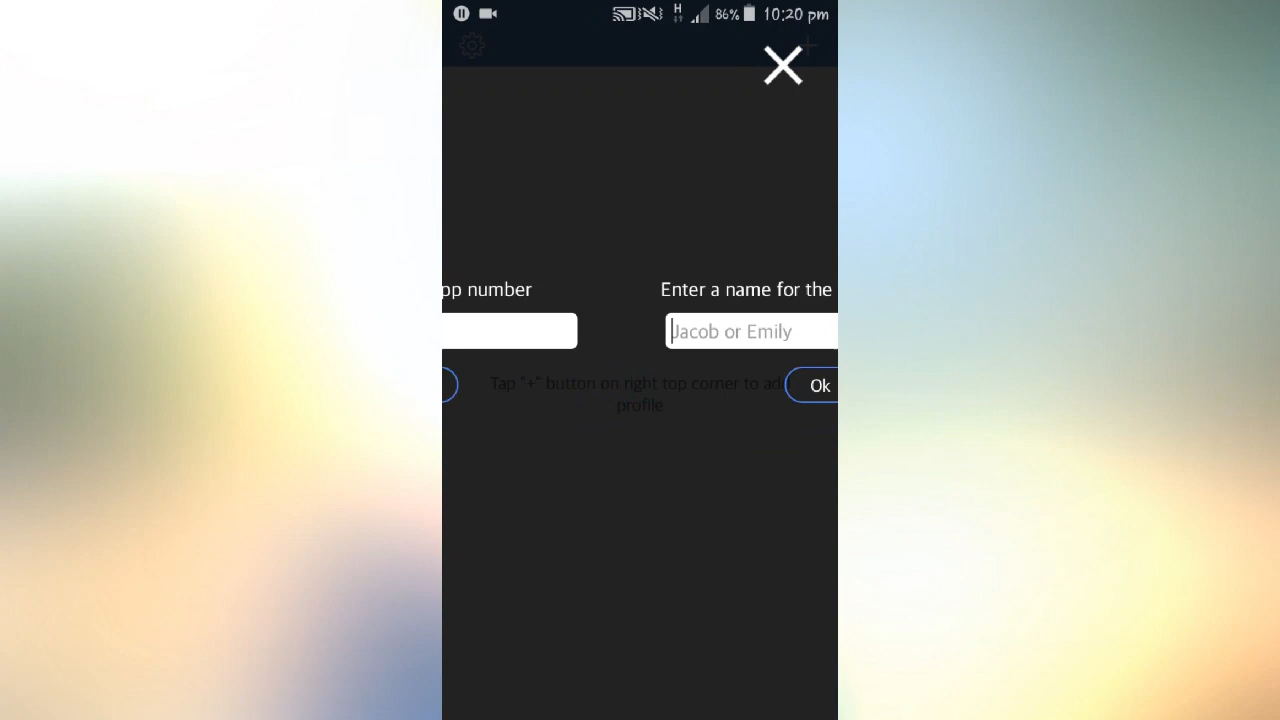 H 86% 10:20 pm
pp number
Enter a name for the
Jacob or Emily
Tap "+" button on right top corner to add
profile
Ok